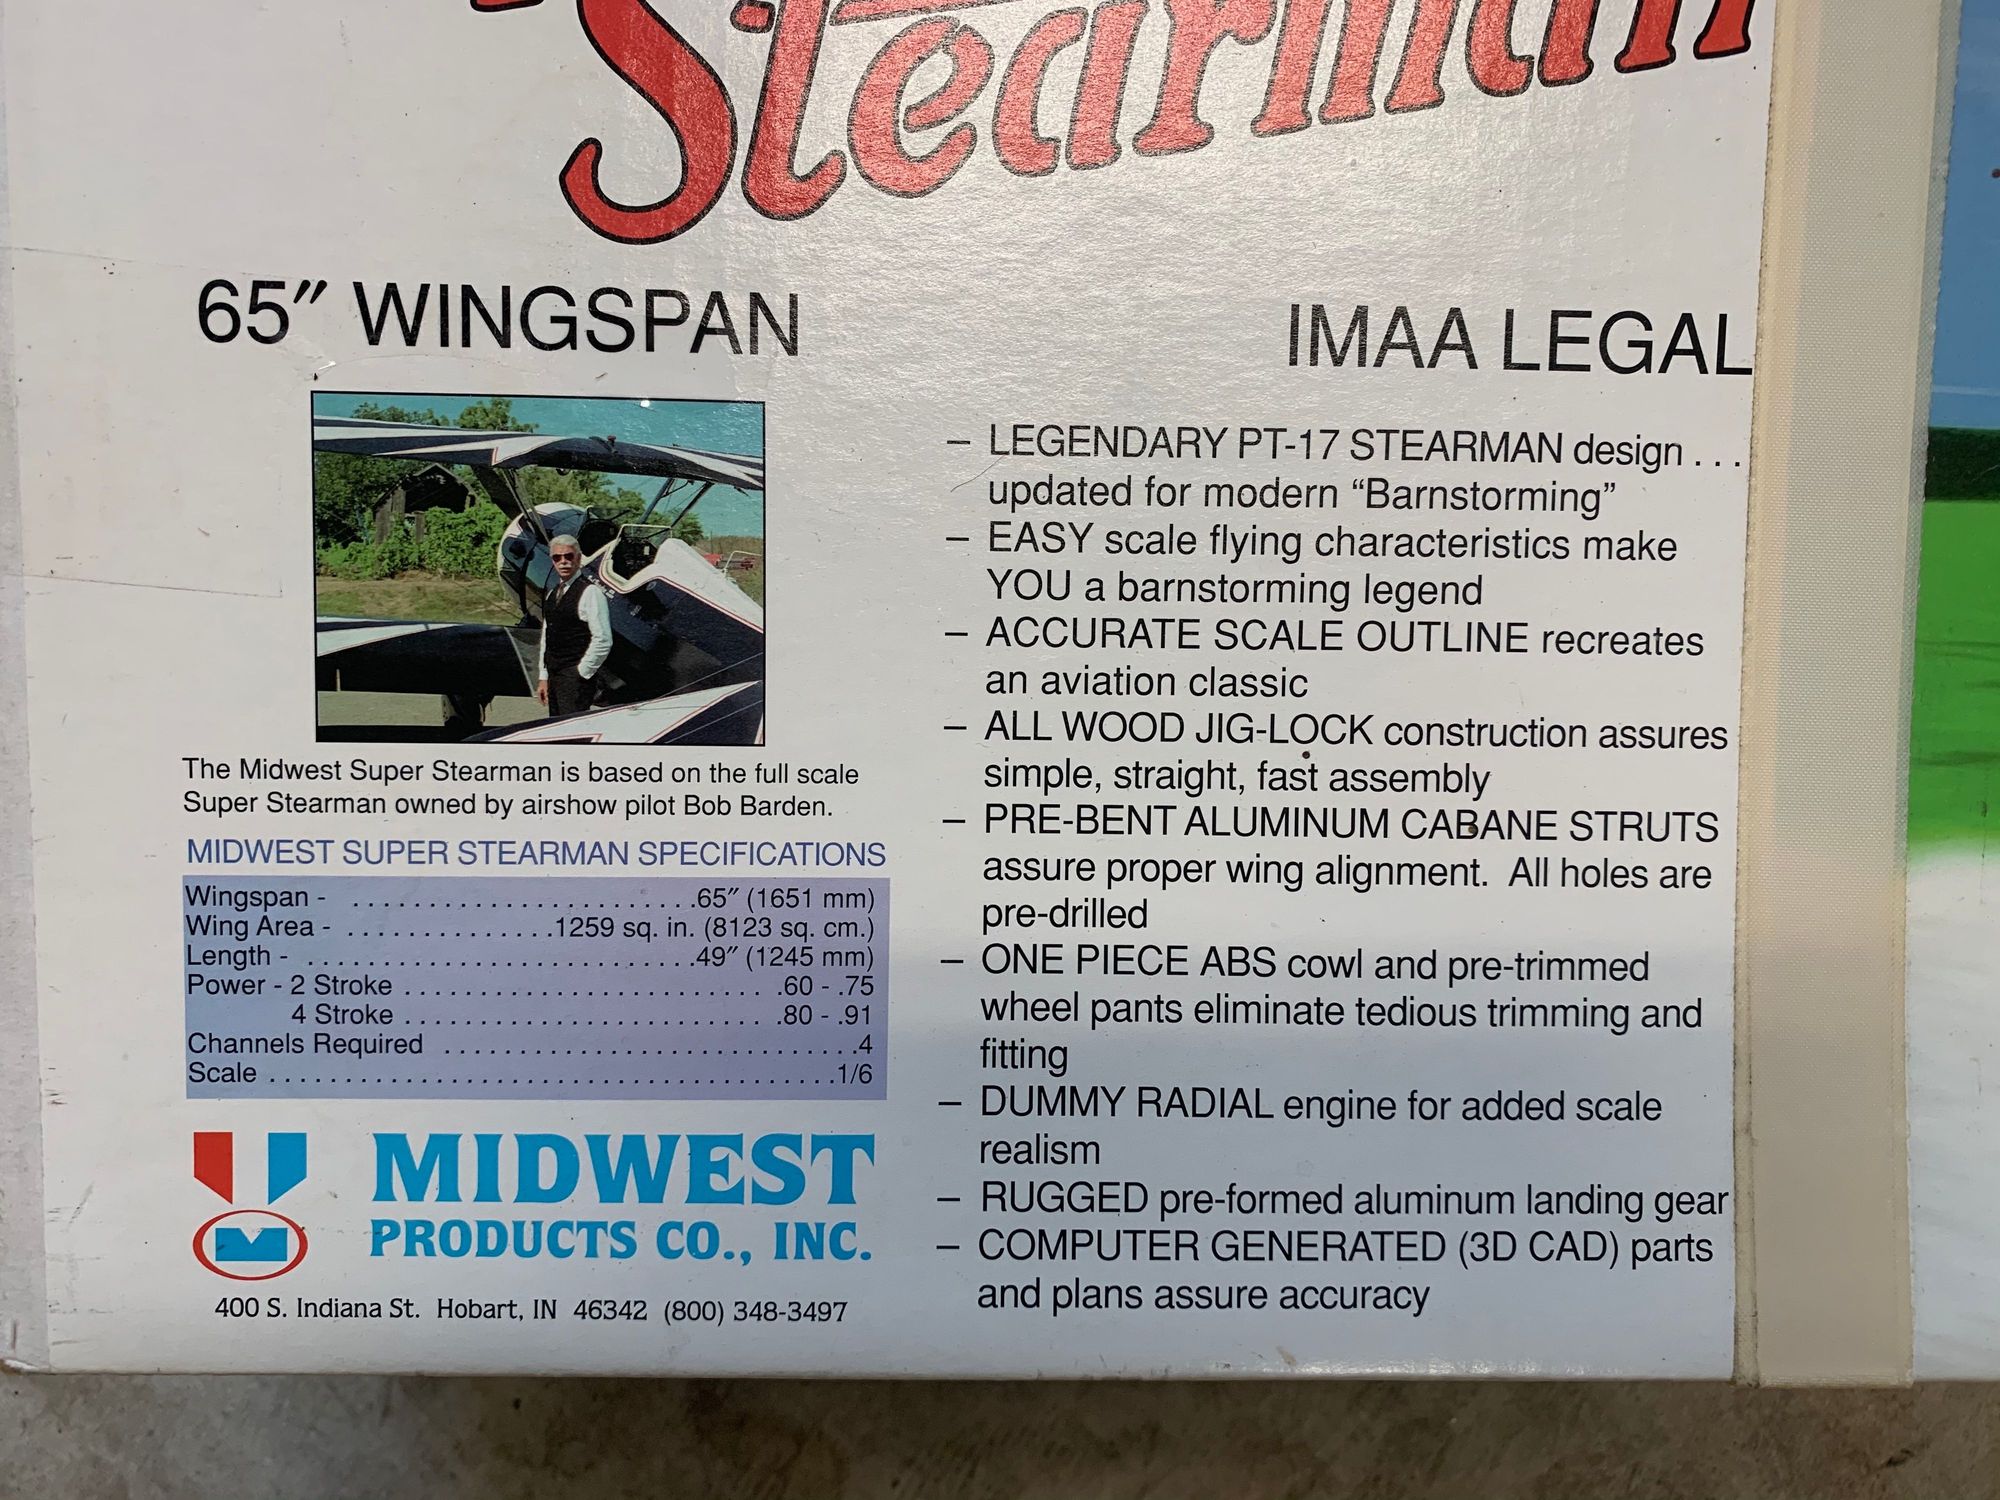 Stearman
65″ WINGSPAN
IMAA LEGAL
The Midwest Super Stearman is based on the full scale
Super Stearman owned by airshow pilot Bob Barden.
MIDWEST SUPER STEARMAN SPECIFICATIONS
Wingspan - . . . . . . . . . . . . . . . . . . . . . . .65″ (1651 mm)
Wing Area - . . . . . . . . . . . . . .1259 sq. in. (8123 sq. cm.)
Length - . . . . . . . . . . . . . . . . . . . . . . . . . .49″ (1245 mm)
Power - 2 Stroke . . . . . . . . . . . . . . . . . . . . . . . . .60 - .75
4 Stroke . . . . . . . . . . . . . . . . . . . . . . . . .80 - .91
Channels Required . . . . . . . . . . . . . . . . . . . . . . . . . . . .4
Scale . . . . . . . . . . . . . . . . . . . . . . . . . . . . . . . . . . . . . .1/6
MIDWEST
PRODUCTS CO., INC.
400 S. Indiana St. Hobart, IN 46342 (800) 348-3497
– LEGENDARY PT-17 STEARMAN design . . .
updated for modern “Barnstorming”
– EASY scale flying characteristics make
YOU a barnstorming legend
– ACCURATE SCALE OUTLINE recreates
an aviation classic
– ALL WOOD JIG-LOCK construction assures
simple, straight, fast assembly
– PRE-BENT ALUMINUM CABANE STRUTS
assure proper wing alignment. All holes are
pre-drilled
– ONE PIECE ABS cowl and pre-trimmed
wheel pants eliminate tedious trimming and
fitting
– DUMMY RADIAL engine for added scale
realism
– RUGGED pre-formed aluminum landing gear
– COMPUTER GENERATED (3D CAD) parts
and plans assure accuracy